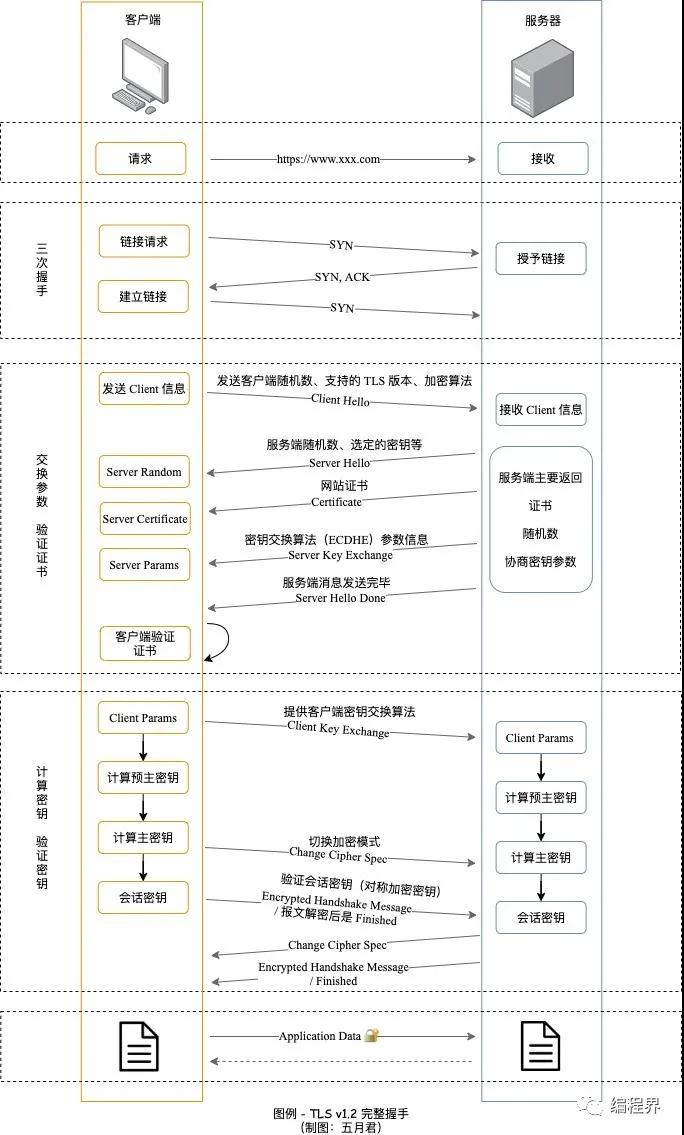 客户端
服务器
请求
https://www.xxx.com
接收
三次握手
链接请求
SYN
授予链接
SYN, ACK
建立链接
SYN
交换参数 验证证书
发送 Client 信息
发送客户端随机数、支持的 TLS 版本、加密算法
Client Hello
接收 Client 信息
Server Random
服务端随机数、选定的密钥等
Server Hello
服务端主要返回
证书
随机数
协商密钥参数
网站证书
Certificate
Server Certificate
密钥交换算法（ECDHE）参数信息
Server Key Exchange
Server Params
服务端消息发送完毕
Server Hello Done
客户端验证
证书
计算密钥 验证密钥
Client Params
提供客户端密钥交换算法
Client Key Exchange
Client Params
计算预主密钥
计算预主密钥
计算主密钥
切换加密模式
Change Cipher Spec
计算主密钥
会话密钥
验证会话密钥（对称加密密钥）
Encrypted Handshake Message
/ 报文解密后是 Finished
会话密钥
Change Cipher Spec
Encrypted Handshake Message
/ Finished
Application Data
图例 - TLS v1.2 完整握手
(制图：五月君)
编程界